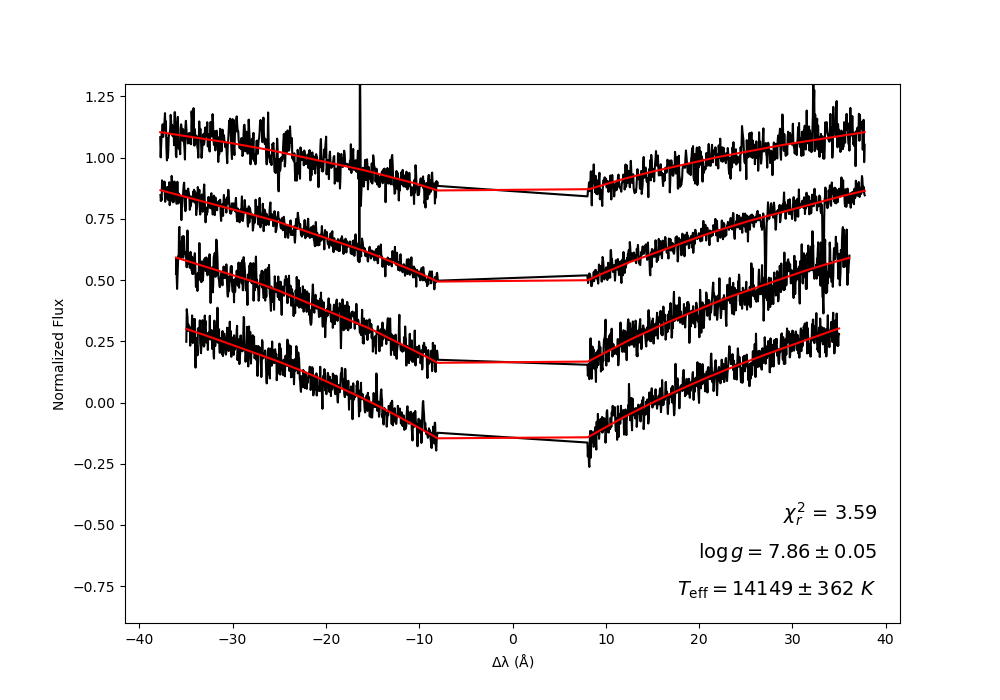 1.25
1.00
0.75
0.50
0.25
0.00
−0.25
−0.50
−0.75
Normalized Flux
χ²ᵣ = 3.59
log g = 7.86 ± 0.05
T_eff = 14149 ± 362 K
−40 −30 −20 −10 0 10 20 30 40
Δλ (Å)